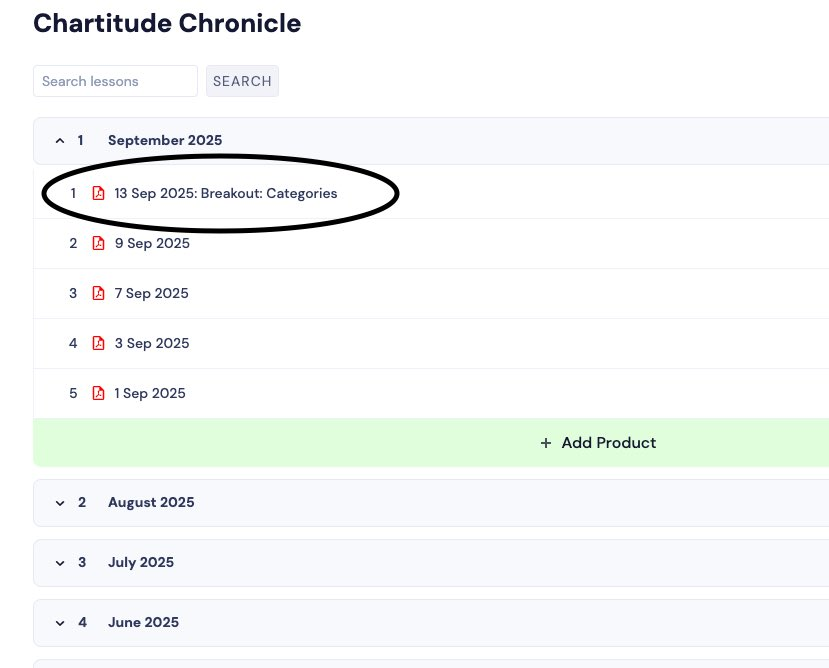 Chartitude Chronicle
Search lessons SEARCH
1 September 2025
1 13 Sep 2025: Breakout: Categories
2 9 Sep 2025
3 7 Sep 2025
4 3 Sep 2025
5 1 Sep 2025
+ Add Product
2 August 2025
3 July 2025
4 June 2025